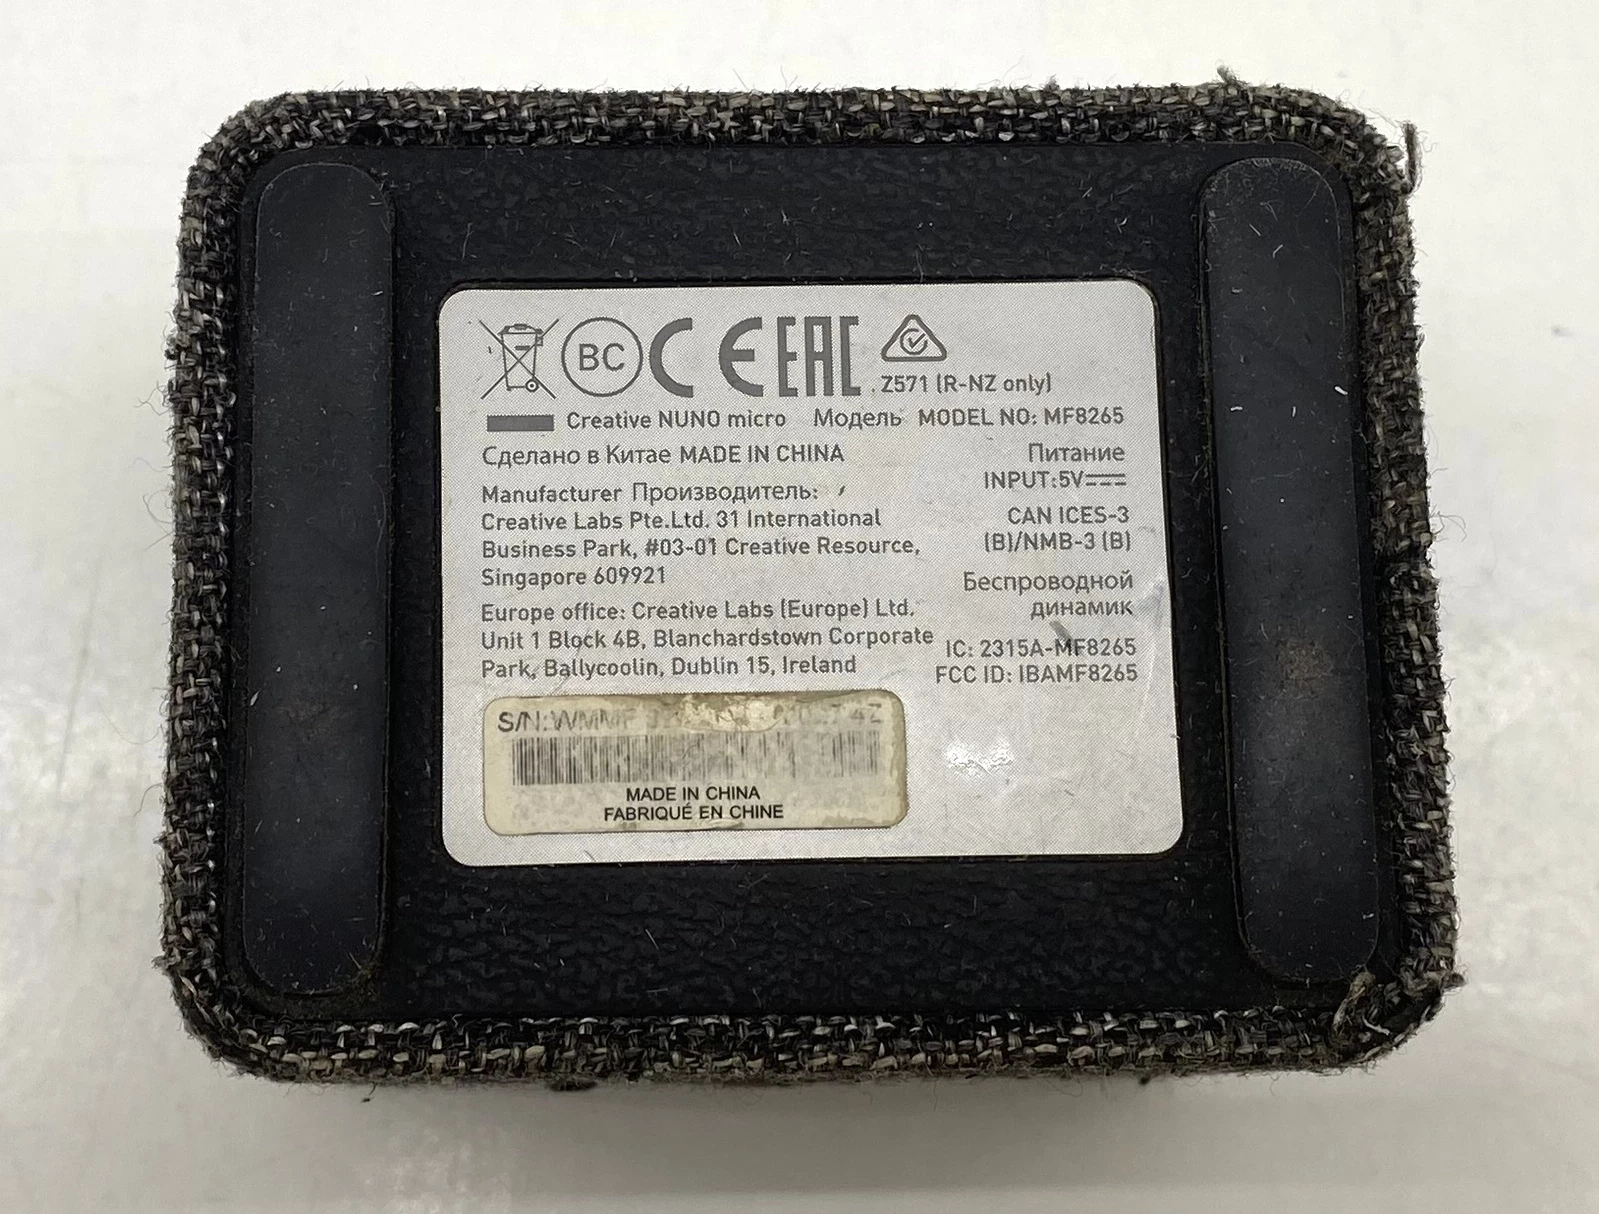 BC CE EAC
Z571 (R-NZ only)
Creative NUNO micro Модель MODEL NO: MF8265
Сделано в Китае MADE IN CHINA
Питание
INPUT:5V
Manufacturer Производитель:
Creative Labs Pte.Ltd. 31 International
Business Park, #03-01 Creative Resource,
Singapore 609921
CAN ICES-3
(B)/NMB-3 (B)
Беспроводной
динамик
Europe office: Creative Labs (Europe) Ltd.
Unit 1 Block 4B, Blanchardstown Corporate
Park, Ballycoolin, Dublin 15, Ireland
IC: 2315A-MF8265
FCC ID: IBAMF8265
S/N:
MADE IN CHINA
FABRIQUÉ EN CHINE